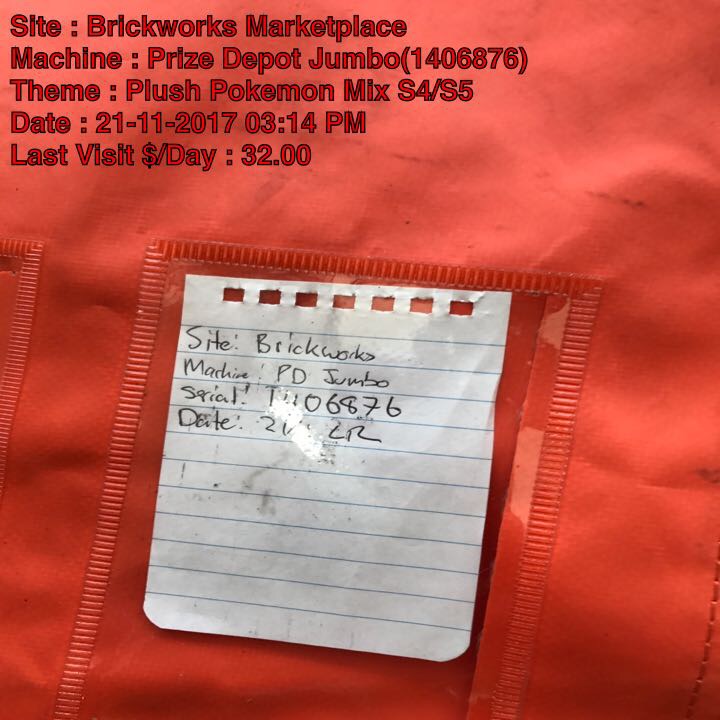 Site : Brickworks Marketplace
Machine : Prize Depot Jumbo(1406876)
Theme : Plush Pokemon Mix S4/S5
Date : 21-11-2017 03:14 PM
Last Visit $/Day : 32.00
Site: Brickworks
Machine: PD Jumbo
Serial: 1406876
Date: